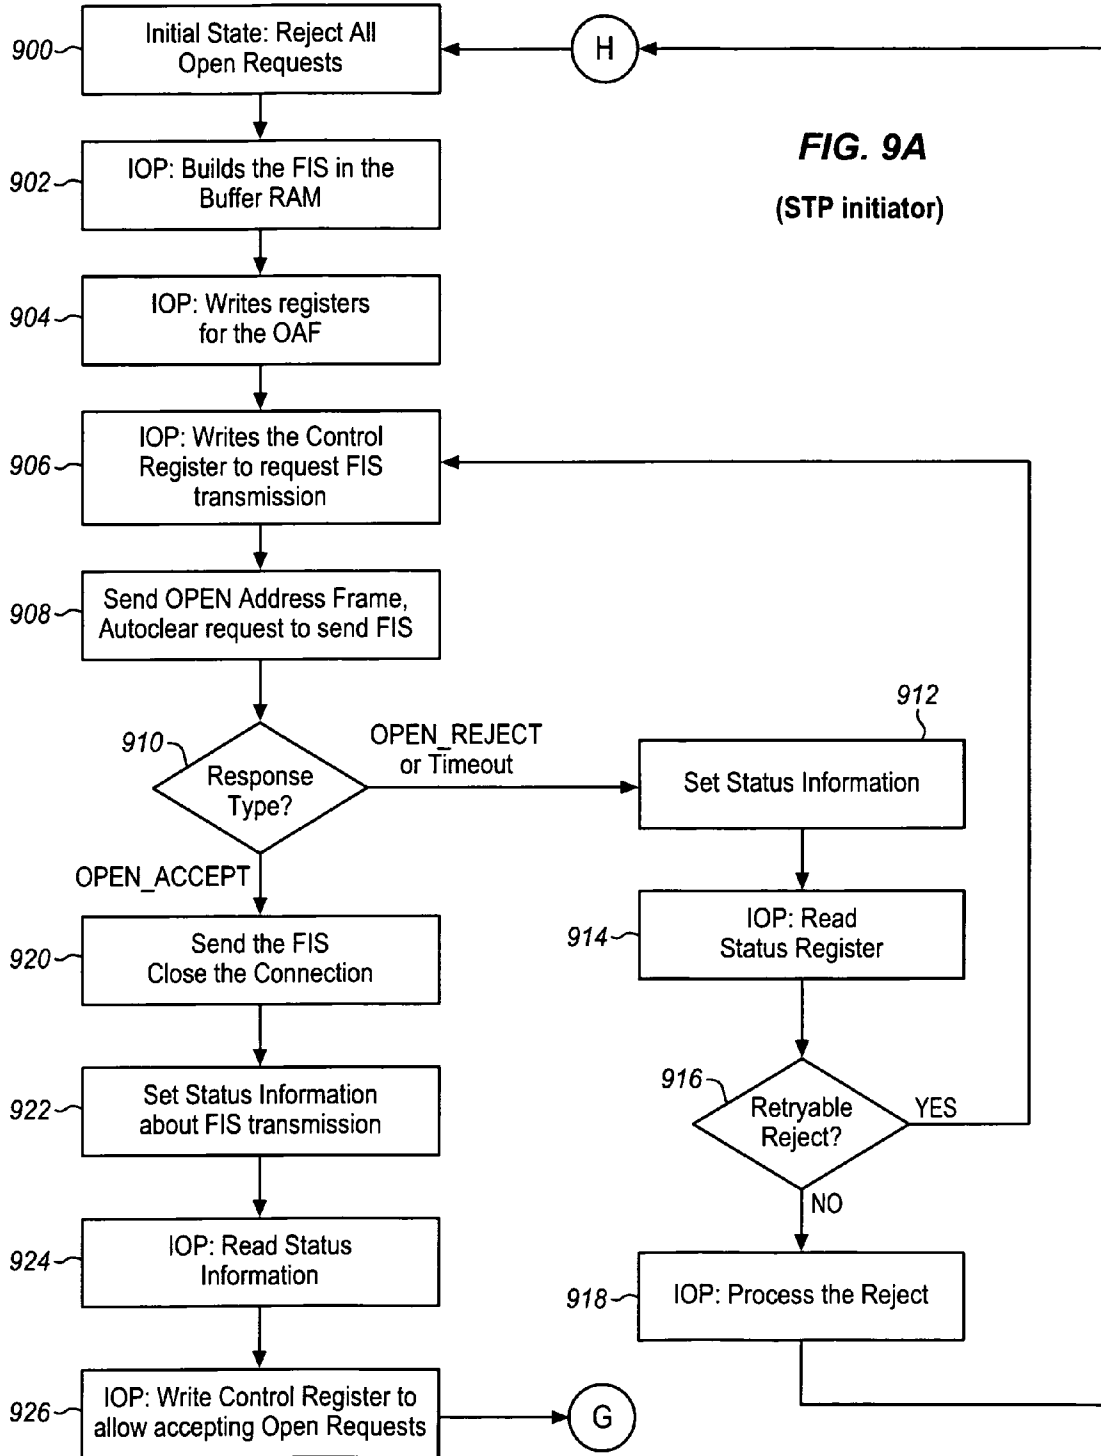 900
Initial State: Reject All
Open Requests
H
FIG. 9A
(STP initiator)
902
IOP: Builds the FIS in the
Buffer RAM
904
IOP: Writes registers
for the OAF
906
IOP: Writes the Control
Register to request FIS
transmission
908
Send OPEN Address Frame,
Autoclear request to send FIS
910
Response
Type?
OPEN_REJECT
or Timeout
912
Set Status Information
OPEN_ACCEPT
914
IOP: Read
Status Register
916
Retryable
Reject?
YES
NO
918
IOP: Process the Reject
920
Send the FIS
Close the Connection
922
Set Status Information
about FIS transmission
924
IOP: Read Status
Information
926
IOP: Write Control Register to
allow accepting Open Requests
G